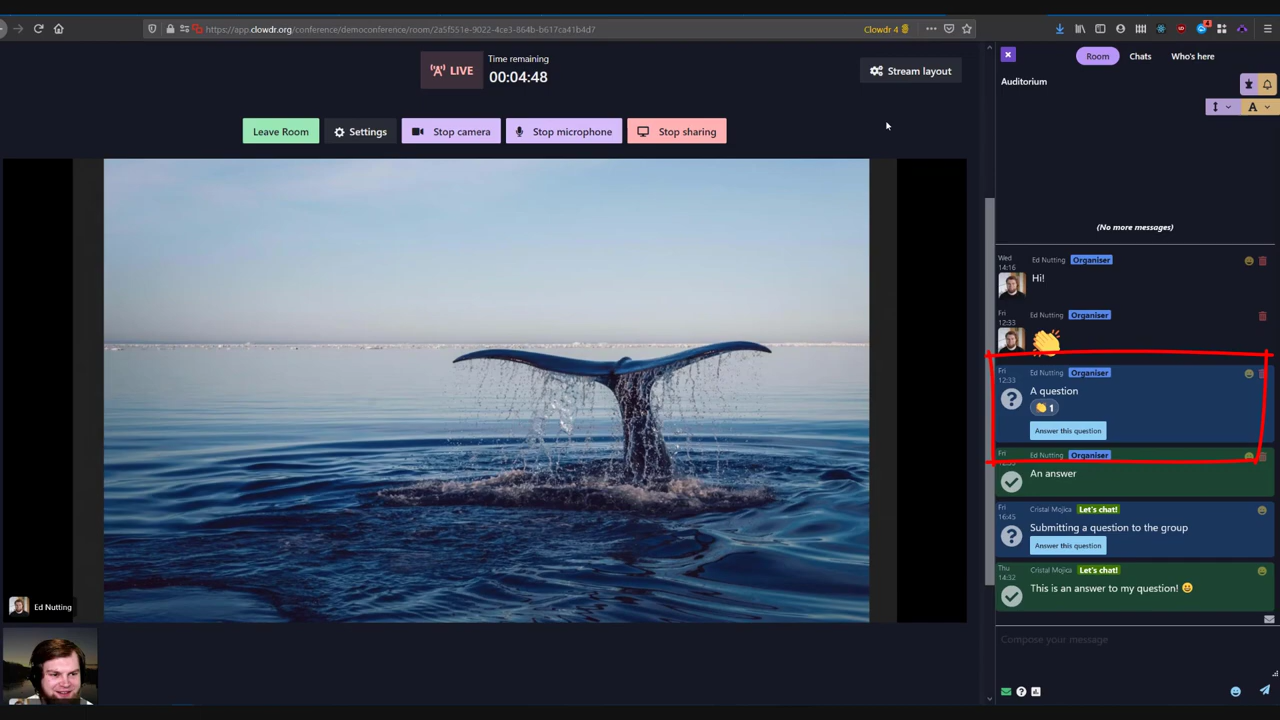 https://app.clowdr.org/conference/democonference/room/2a5f551e-9022-4ce3-864b-b617ca41b4d7
Clowdr 4
4
LIVE
Time remaining
00:04:48
Stream layout
Leave Room
Settings
Stop camera
Stop microphone
Stop sharing
Ed Nutting
Room
Chats
Who's here
Auditorium
A
(No more messages)
Wed
14:16
Ed Nutting
Organiser
Hi!
Fri
12:33
Ed Nutting
Organiser
Fri
12:33
Ed Nutting
Organiser
A question
1
Answer this question
Fri
12:33
Ed Nutting
Organiser
An answer
Fri
16:45
Cristal Mojica
Let's chat!
Submitting a question to the group
Answer this question
Thu
14:32
Cristal Mojica
Let's chat!
This is an answer to my question! 😀
Compose your message